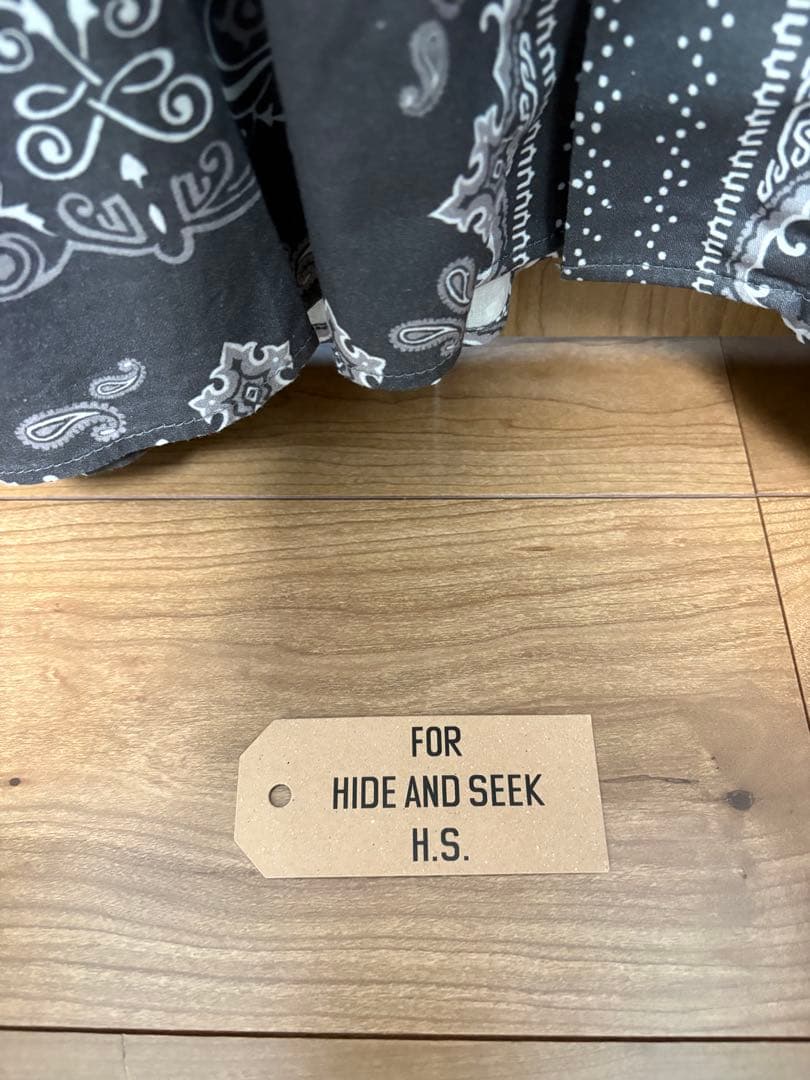 FOR
HIDE AND SEEK
H.S.